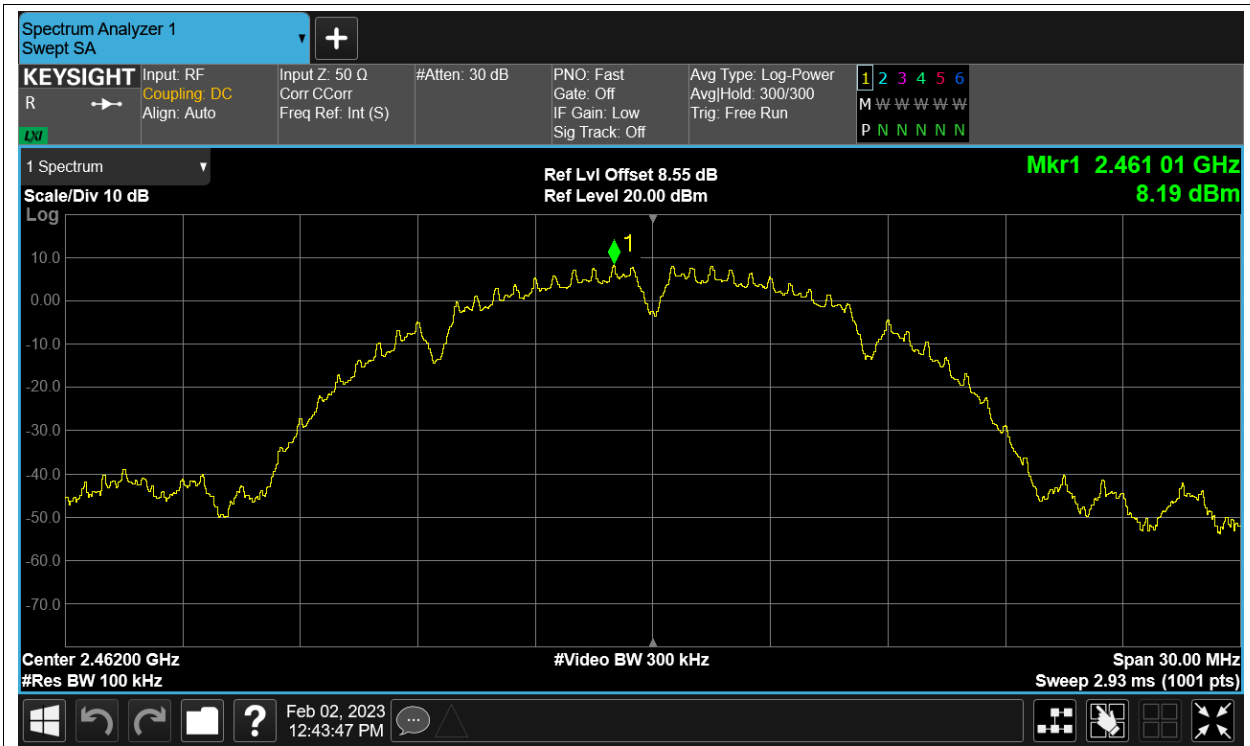 Spectrum Analyzer 1
Swept SA
KEYSIGHT
R
LXI
Input: RF
Coupling: DC
Align: Auto
Input Z: 50 Ω
Corr CCorr
Freq Ref: Int (S)
#Atten: 30 dB
PNO: Fast
Gate: Off
IF Gain: Low
Sig Track: Off
Avg Type: Log-Power
Avg|Hold: 300/300
Trig: Free Run
1 2 3 4 5 6
M W W W W W
P N N N N N
1 Spectrum
Scale/Div 10 dB
Log
Ref Lvl Offset 8.55 dB
Ref Level 20.00 dBm
Mkr1 2.461 01 GHz
8.19 dBm
1
10.0
0.00
-10.0
-20.0
-30.0
-40.0
-50.0
-60.0
-70.0
Center 2.46200 GHz
#Res BW 100 kHz
#Video BW 300 kHz
Span 30.00 MHz
Sweep 2.93 ms (1001 pts)
?
Feb 02, 2023
12:43:47 PM